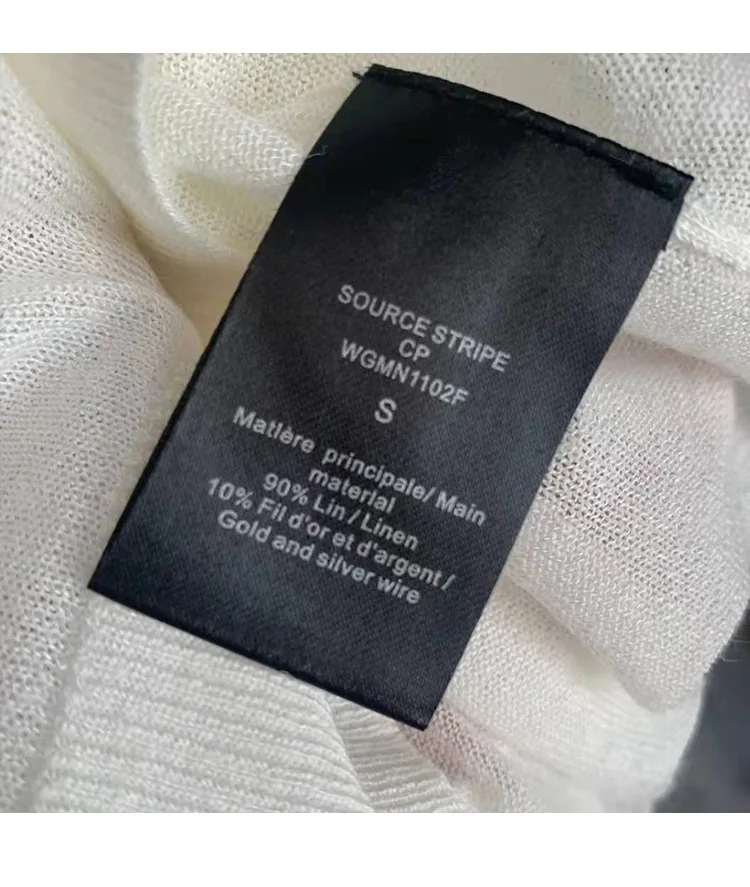 SOURCE STRIPE
CP
WGMN1102F
S
Matlère principale/ Main
material
90% Lin / Linen
10% Fil d'or et d'argent /
Gold and silver wire